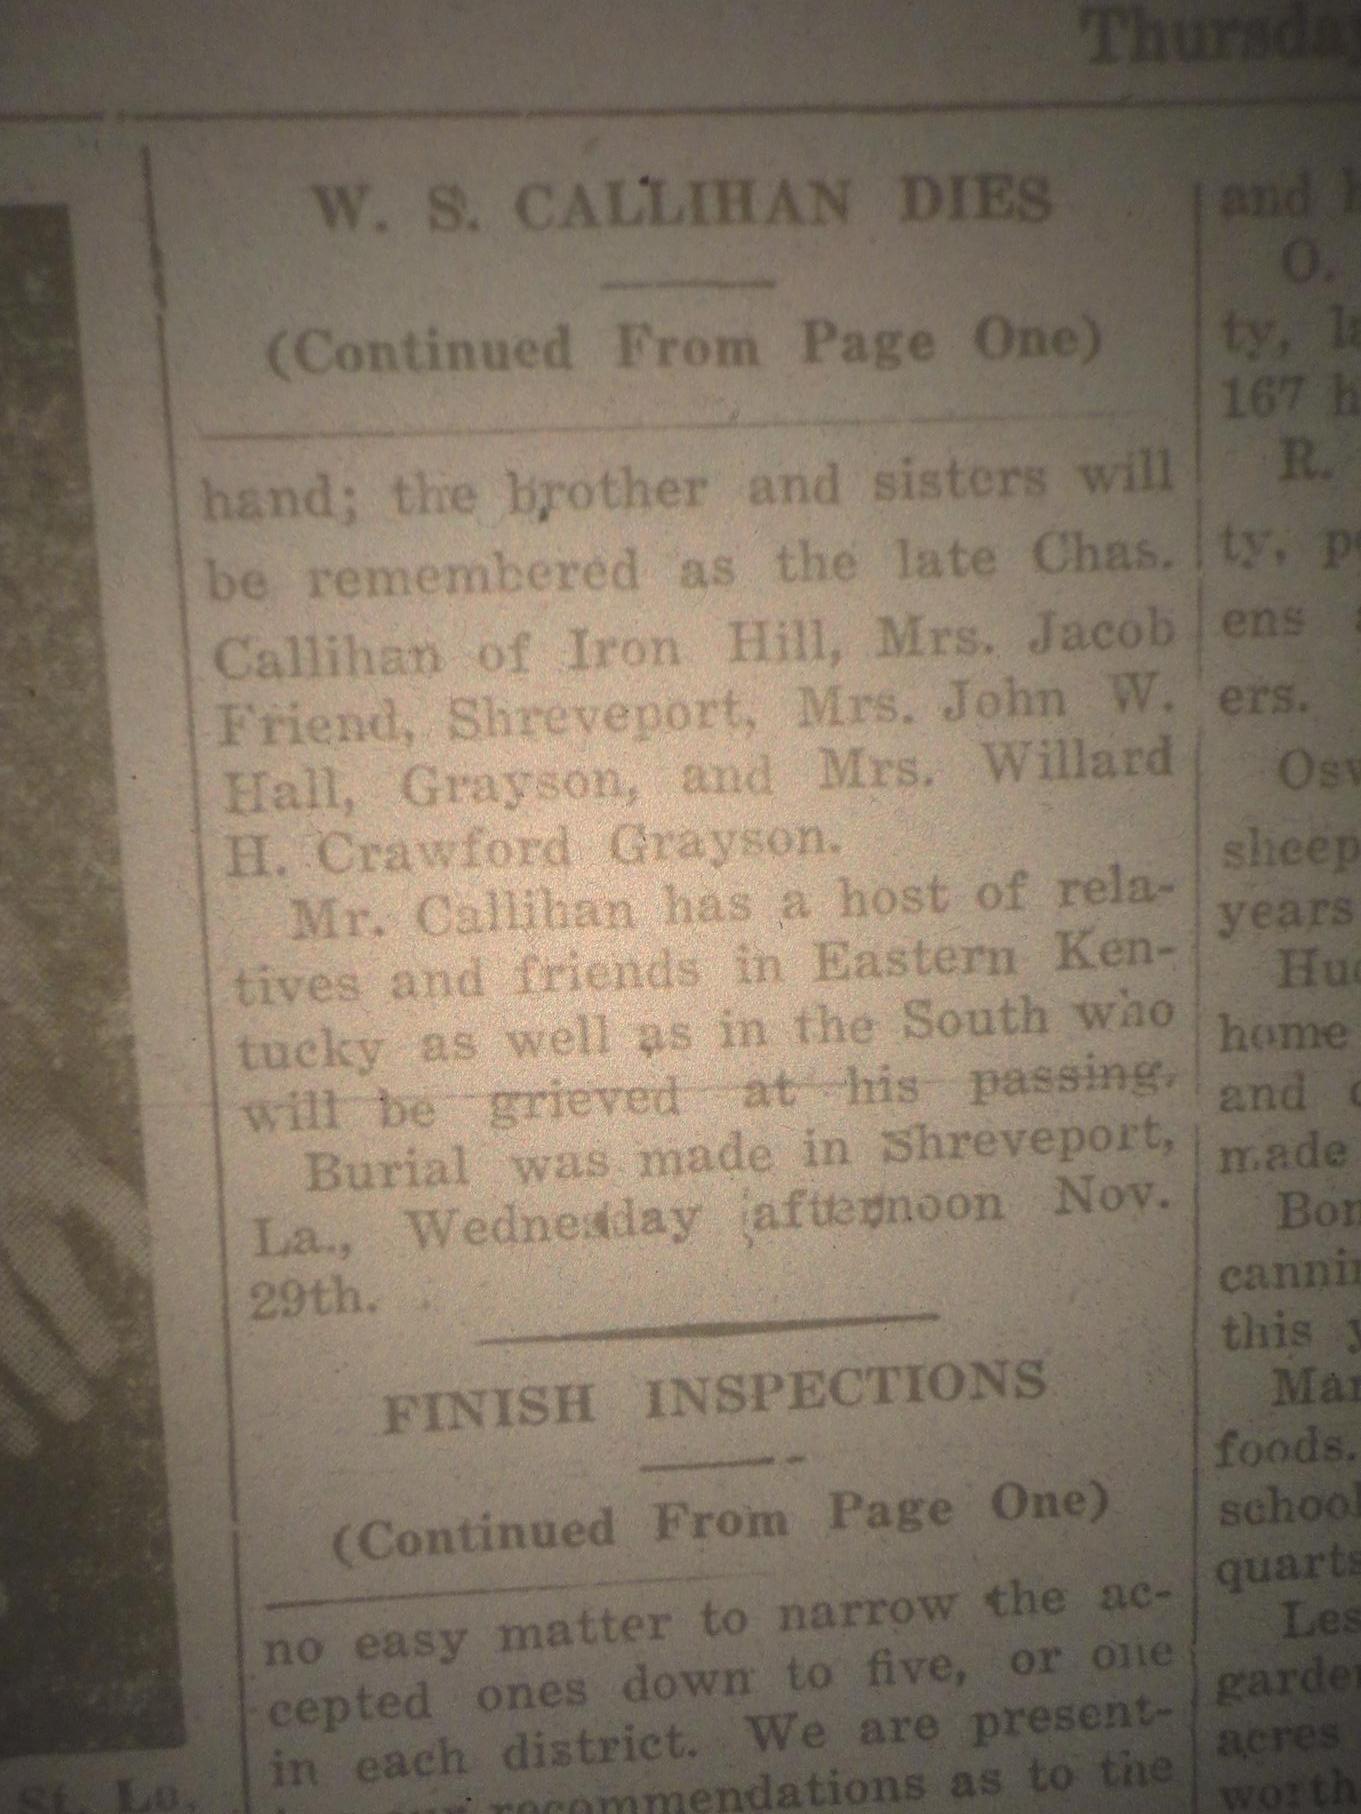 Thursday
W. S. CALLIHAN DIES
(Continued From Page One)
hand; the brother and sisters will
be remembered as the late Chas.
Callihan of Iron Hill, Mrs. Jacob
Friend, Shreveport, Mrs. John W.
Hall, Grayson, and Mrs. Willard
H. Crawford Grayson.
Mr. Callihan has a host of rela-
tives and friends in Eastern Ken-
tucky as well as in the South who
will be grieved at his passing.
Burial was made in Shreveport,
La., Wednesday afternoon Nov.
29th.
FINISH INSPECTIONS
(Continued From Page One)
no easy matter to narrow the ac-
cepted ones down to five, or one
in each district. We are present-
recommendations as to the
and
O.
ty,
167
R.
ty,
ens
ers.
sheep
years
home
and
made
this
foods.
school
quarts
acres
worth
St. Lo,